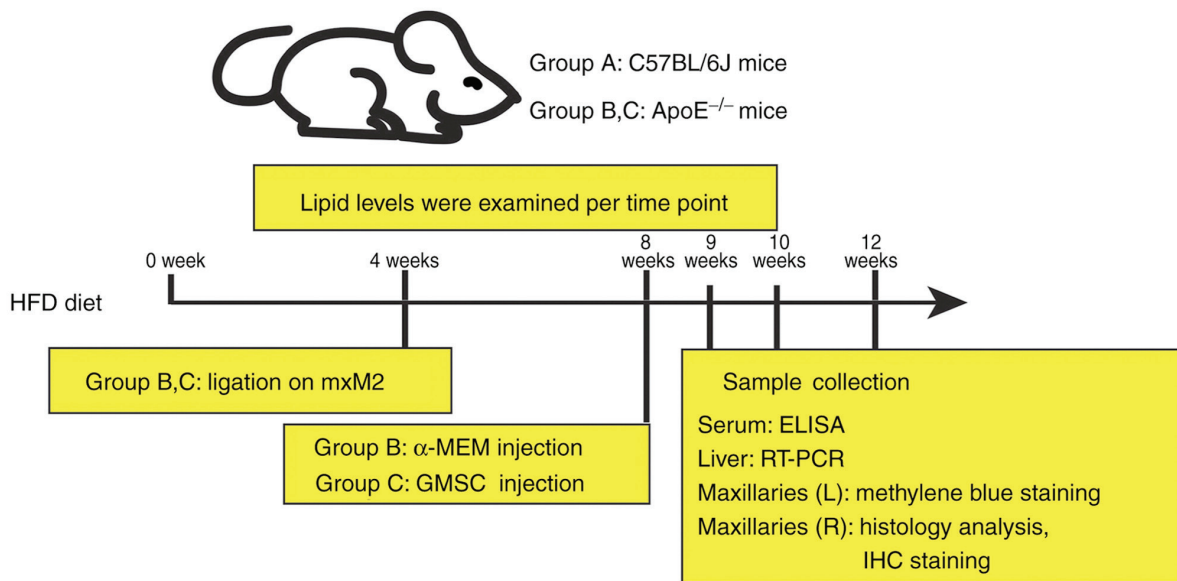 Group A: C57BL/6J mice
Group B,C: ApoE⁻/⁻ mice
Lipid levels were examined per time point
0 week
4 weeks
8
weeks
9
weeks
10
weeks
12
weeks
HFD diet
Group B,C: ligation on mxM2
Group B: α-MEM injection
Group C: GMSC injection
Sample collection
Serum: ELISA
Liver: RT-PCR
Maxillaries (L): methylene blue staining
Maxillaries (R): histology analysis,
IHC staining